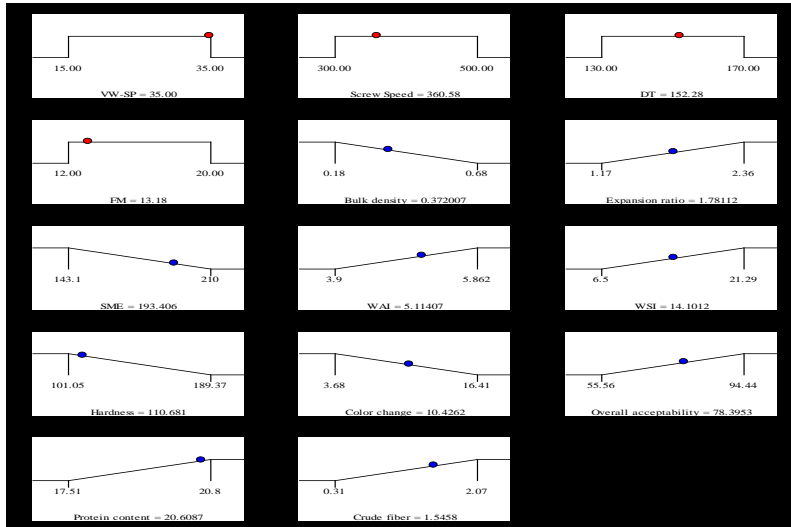 15.00 35.00
VW-SP = 35.00
300.00 500.00
Screw Speed = 360.58
130.00 170.00
DT = 152.28
12.00 20.00
FM = 13.18
0.18 0.68
Bulk density = 0.372007
1.17 2.36
Expansion ratio = 1.78112
143.1 210
SME = 193.406
3.9 5.862
WAI = 5.11407
6.5 21.29
WSI = 14.1012
101.05 189.37
Hardness = 110.681
3.68 16.41
Color change = 10.4262
55.56 94.44
Overall acceptability = 78.3953
17.51 20.8
Protein content = 20.6087
0.31 2.07
Crude fiber = 1.5458